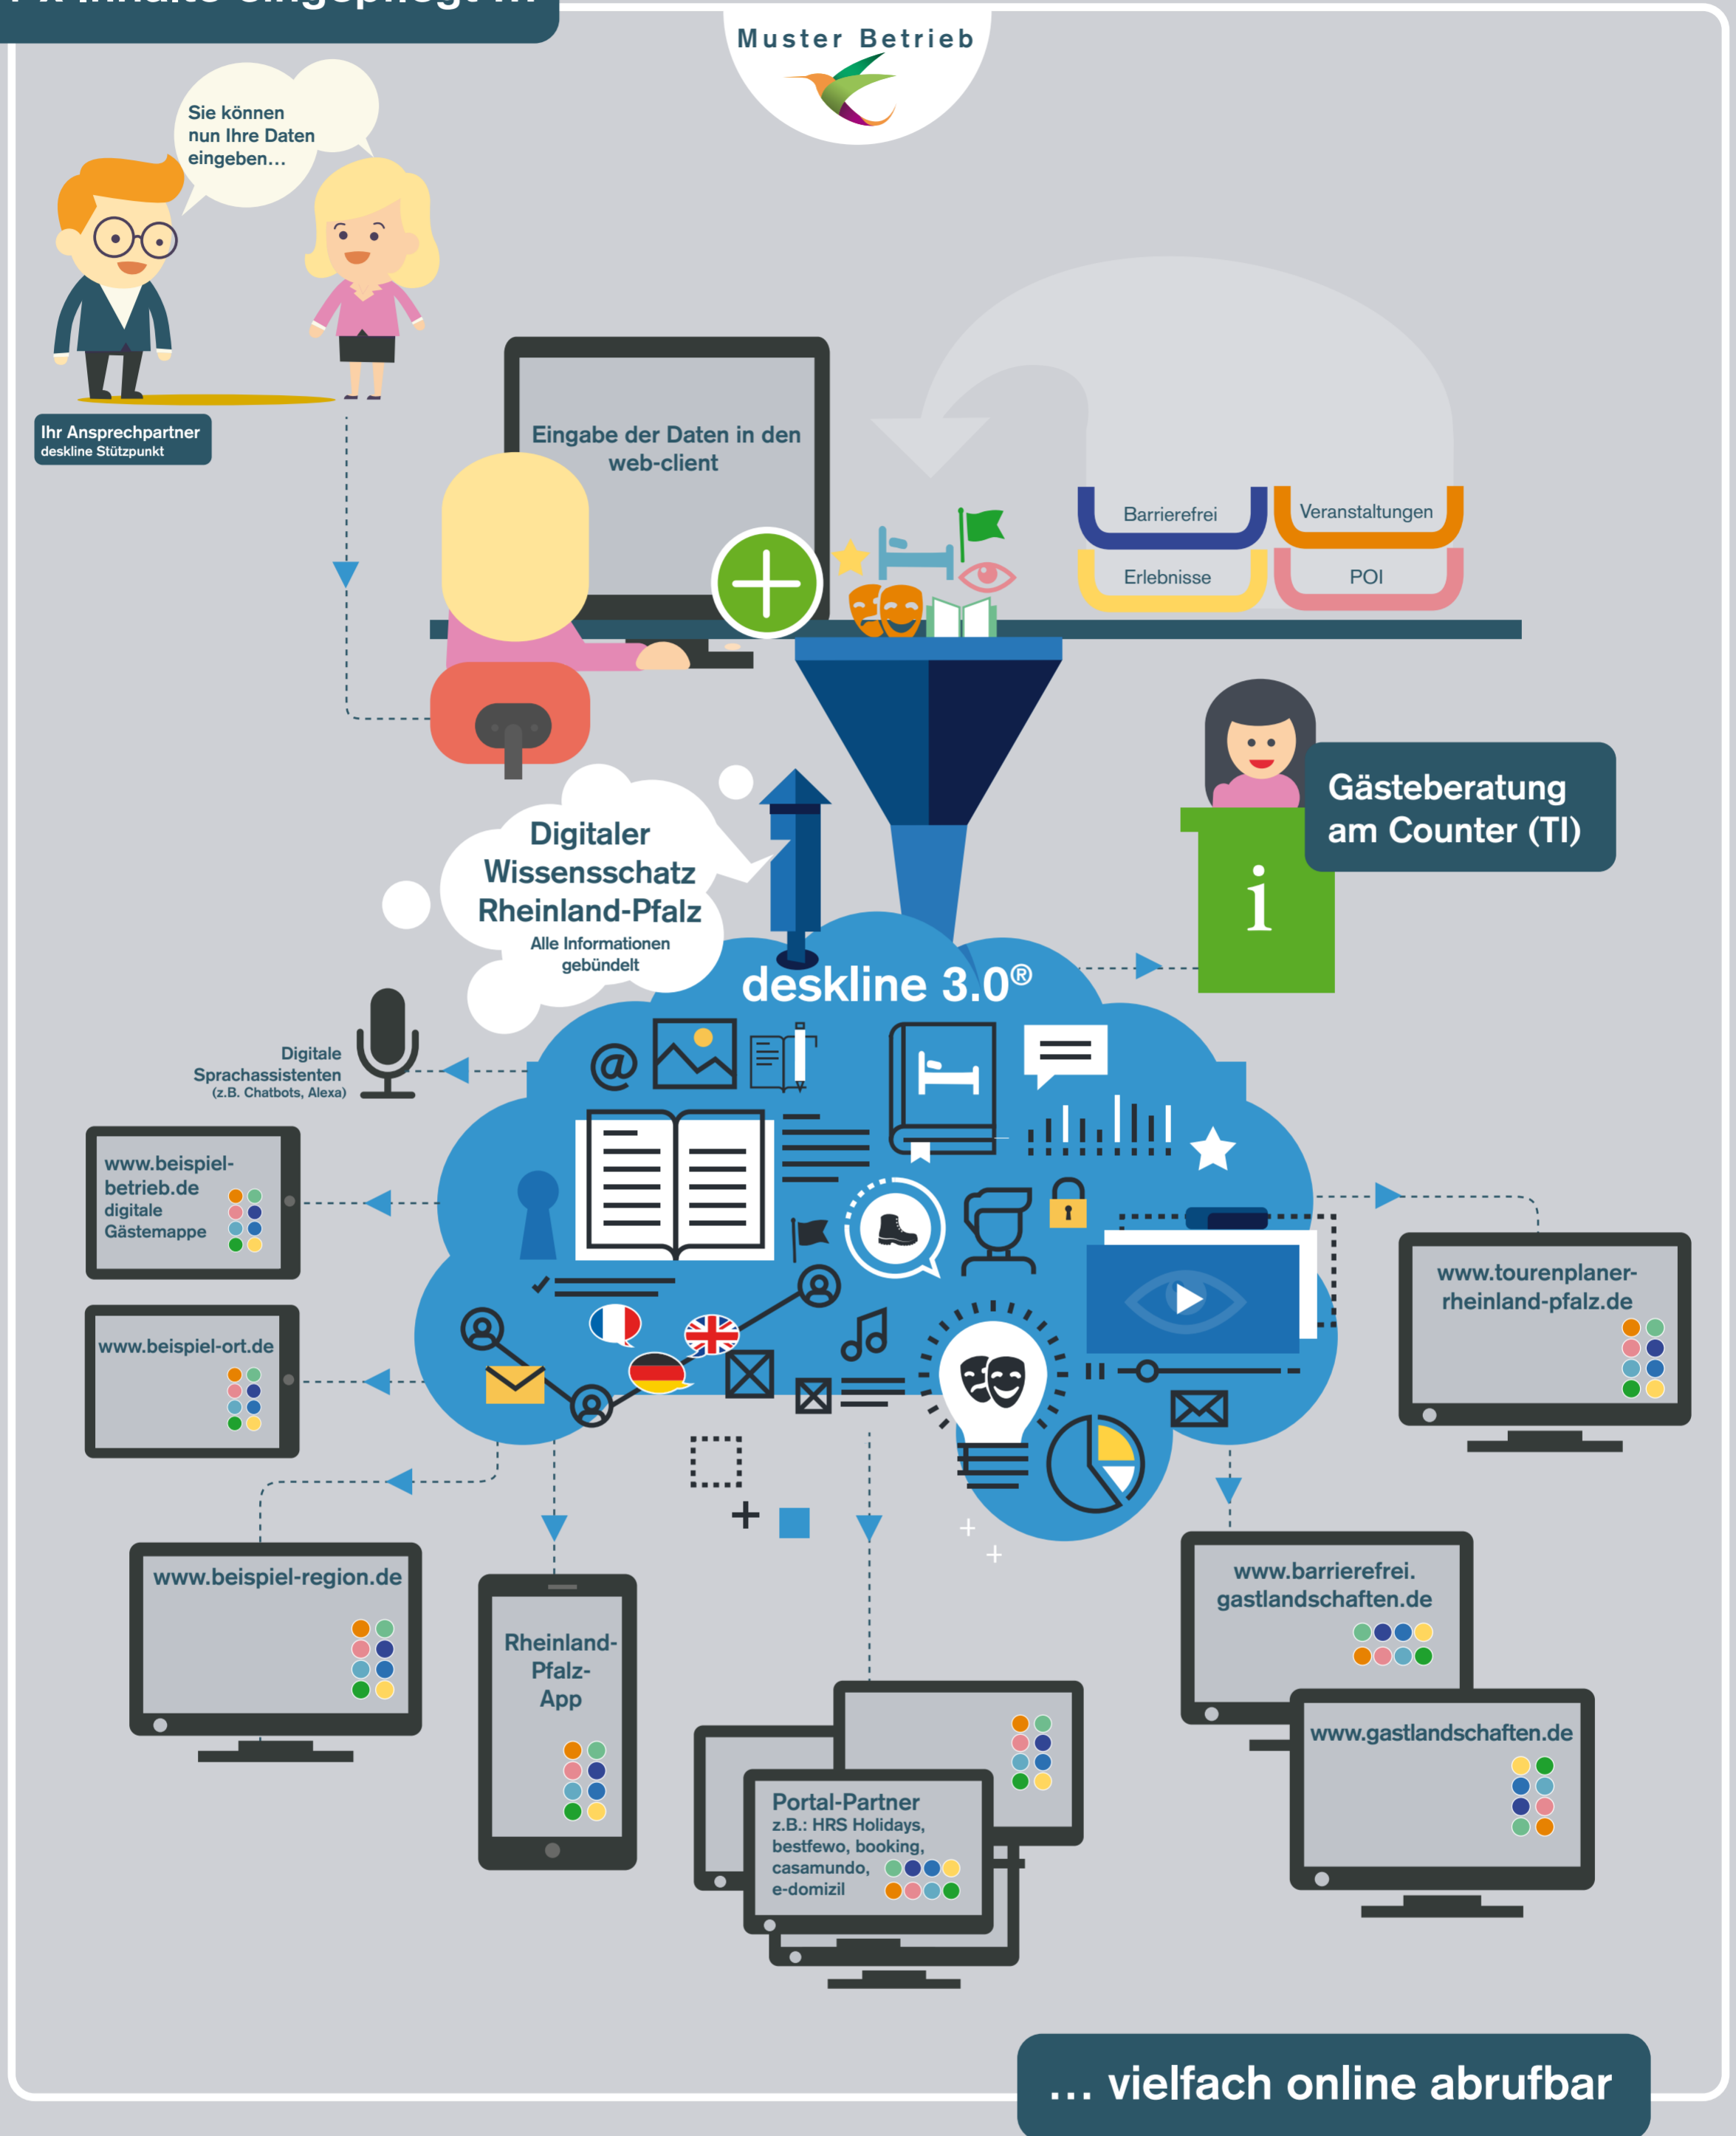 Muster Betrieb
Sie können
nun Ihre Daten
eingeben...
Ihr Ansprechpartner
deskline Stützpunkt
Eingabe der Daten in den
web-client
Barrierefrei
Veranstaltungen
Erlebnisse
POI
Gästeberatung
am Counter (TI)
i
Digitaler
Wissensschatz
Rheinland-Pfalz
Alle Informationen
gebündelt
deskline 3.0®
@
Digitale
Sprachassistenten
(z.B. Chatbots, Alexa)
www.beispiel-
betrieb.de
digitale
Gästemappe
www.beispiel-ort.de
www.tourenplaner-
rheinland-pfalz.de
www.beispiel-region.de
Rheinland-
Pfalz-
App
Portal-Partner
z.B.: HRS Holidays,
bestfewo, booking,
casamundo,
e-domizil
www.barrierefrei.
gastlandschaften.de
www.gastlandschaften.de
... vielfach online abrufbar